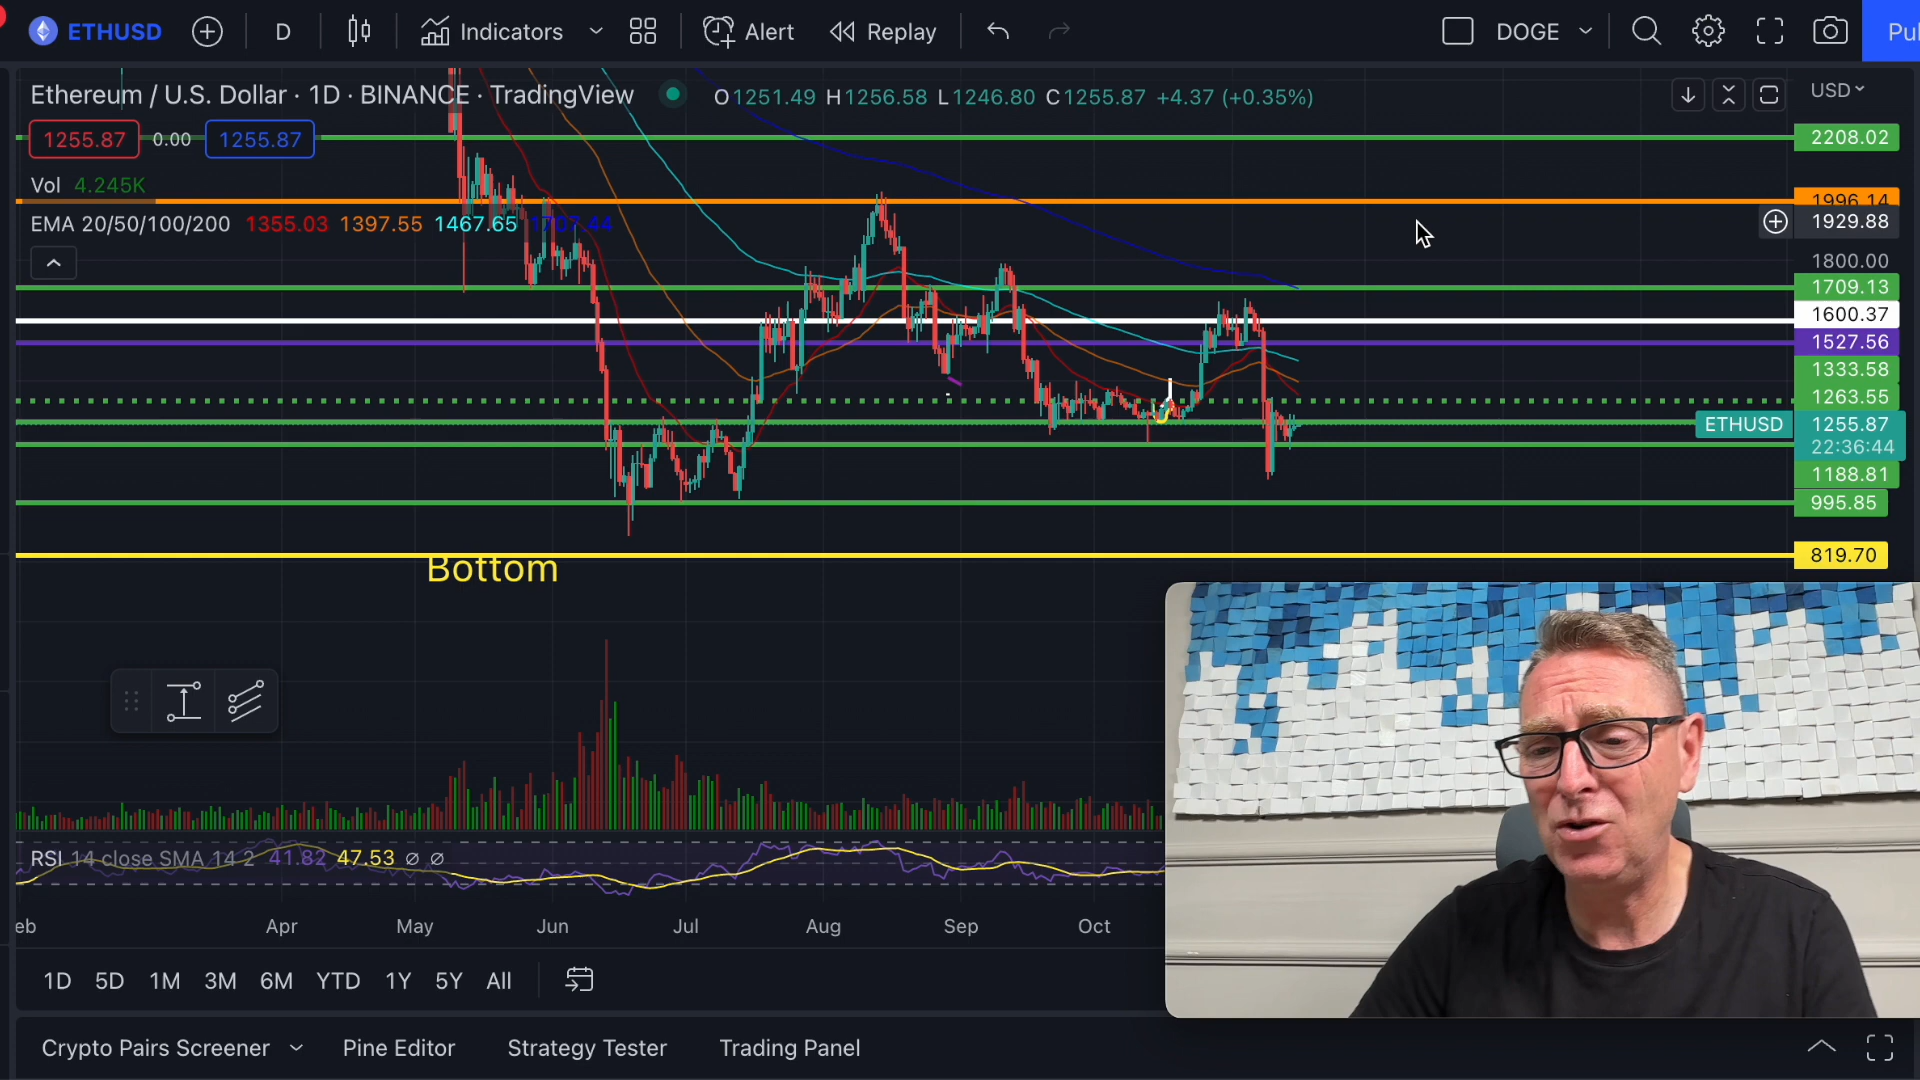 ETHUSD D Indicators Alert Replay DOGE
Ethereum / U.S. Dollar · 1D · BINANCE · TradingView O1251.49 H1256.58 L1246.80 C1255.87 +4.37 (+0.35%) USD
1255.87 0.00 1255.87
2208.02
Vol 4.245K
1996.14
EMA 20/50/100/200 1355.03 1397.55 1467.65 1707.44
1929.88
1800.00
1709.13
1600.37
1527.56
1333.58
1263.55
ETHUSD 1255.87
22:36:44
1188.81
995.85
819.70
Bottom
RSI 14 close SMA 14 2 41.82 47.53 ∅ ∅
eb Apr May Jun Jul Aug Sep Oct
1D 5D 1M 3M 6M YTD 1Y 5Y All
Crypto Pairs Screener Pine Editor Strategy Tester Trading Panel